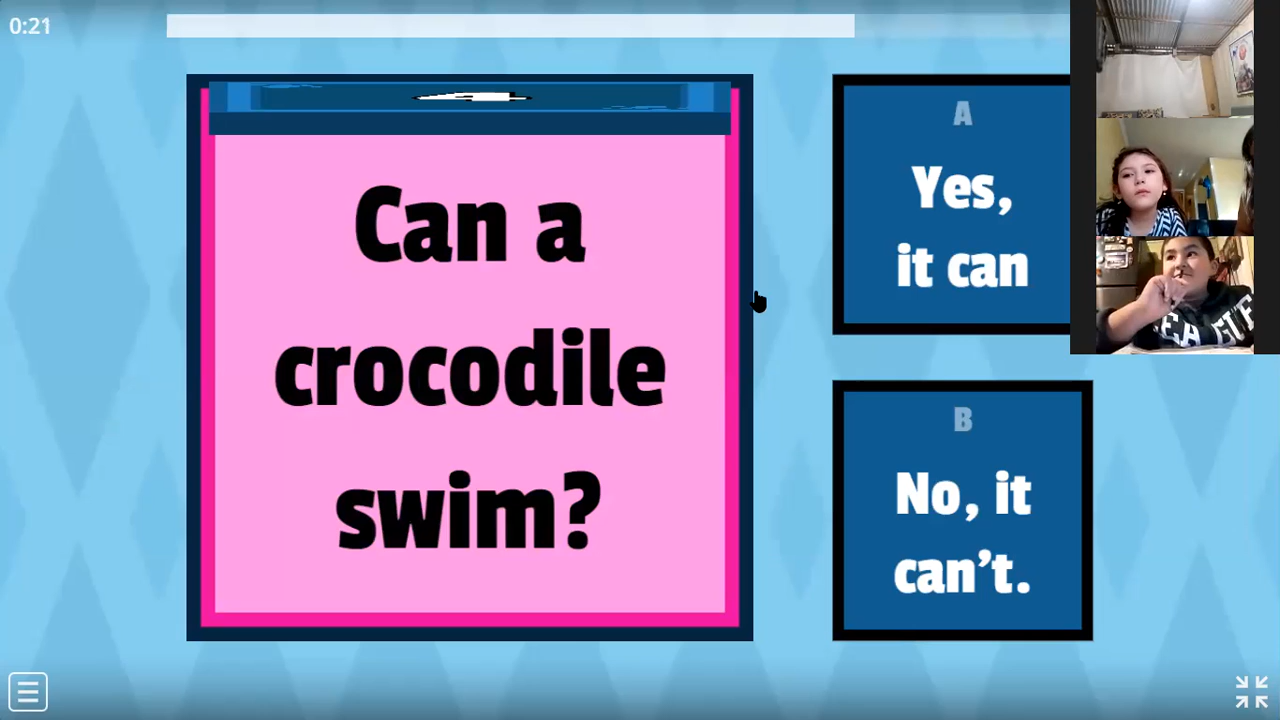 0:21
Can a
crocodile
swim?
A
Yes,
it can
B
No, it
can't.